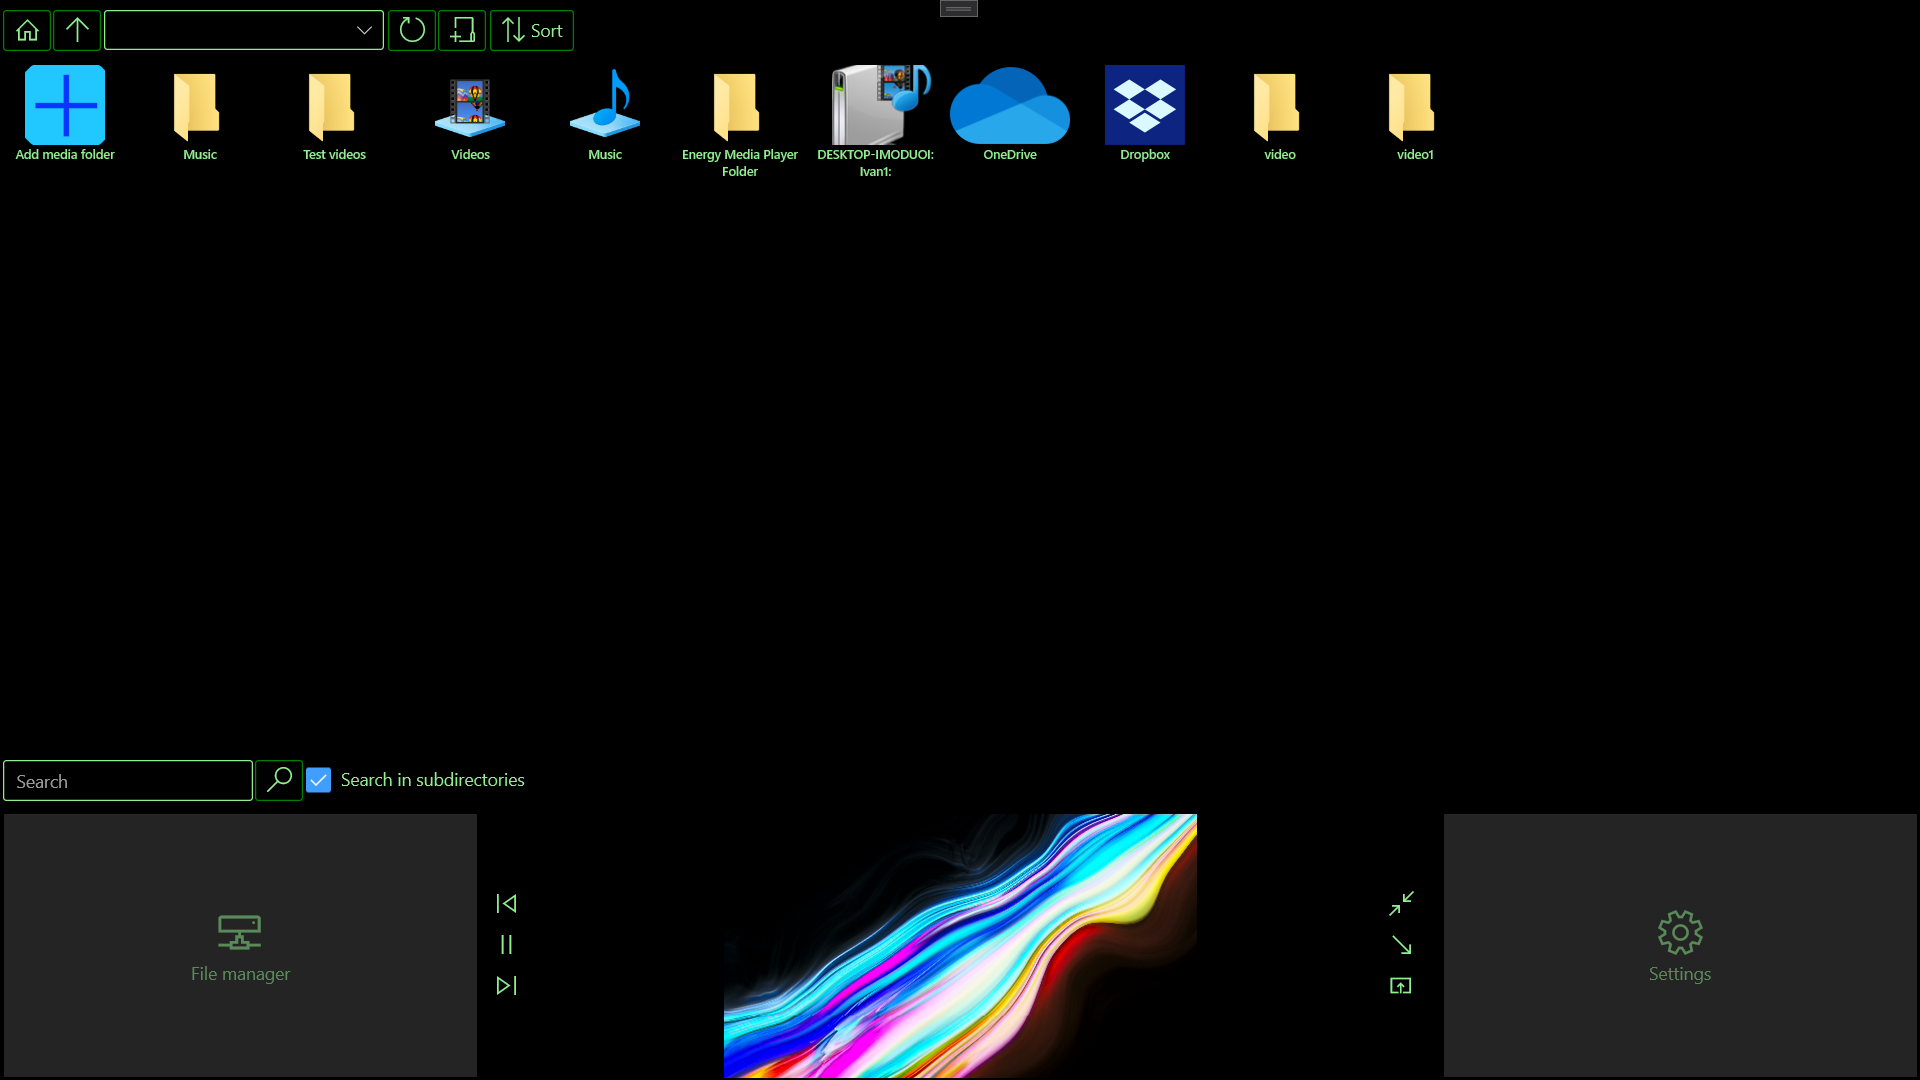 Sort
Add media folder
Music
Test videos
Videos
Music
Energy Media Player
Folder
DESKTOP-IMODUOI:
Ivan1:
OneDrive
Dropbox
video
video1
Search
Search in subdirectories
File manager
Settings